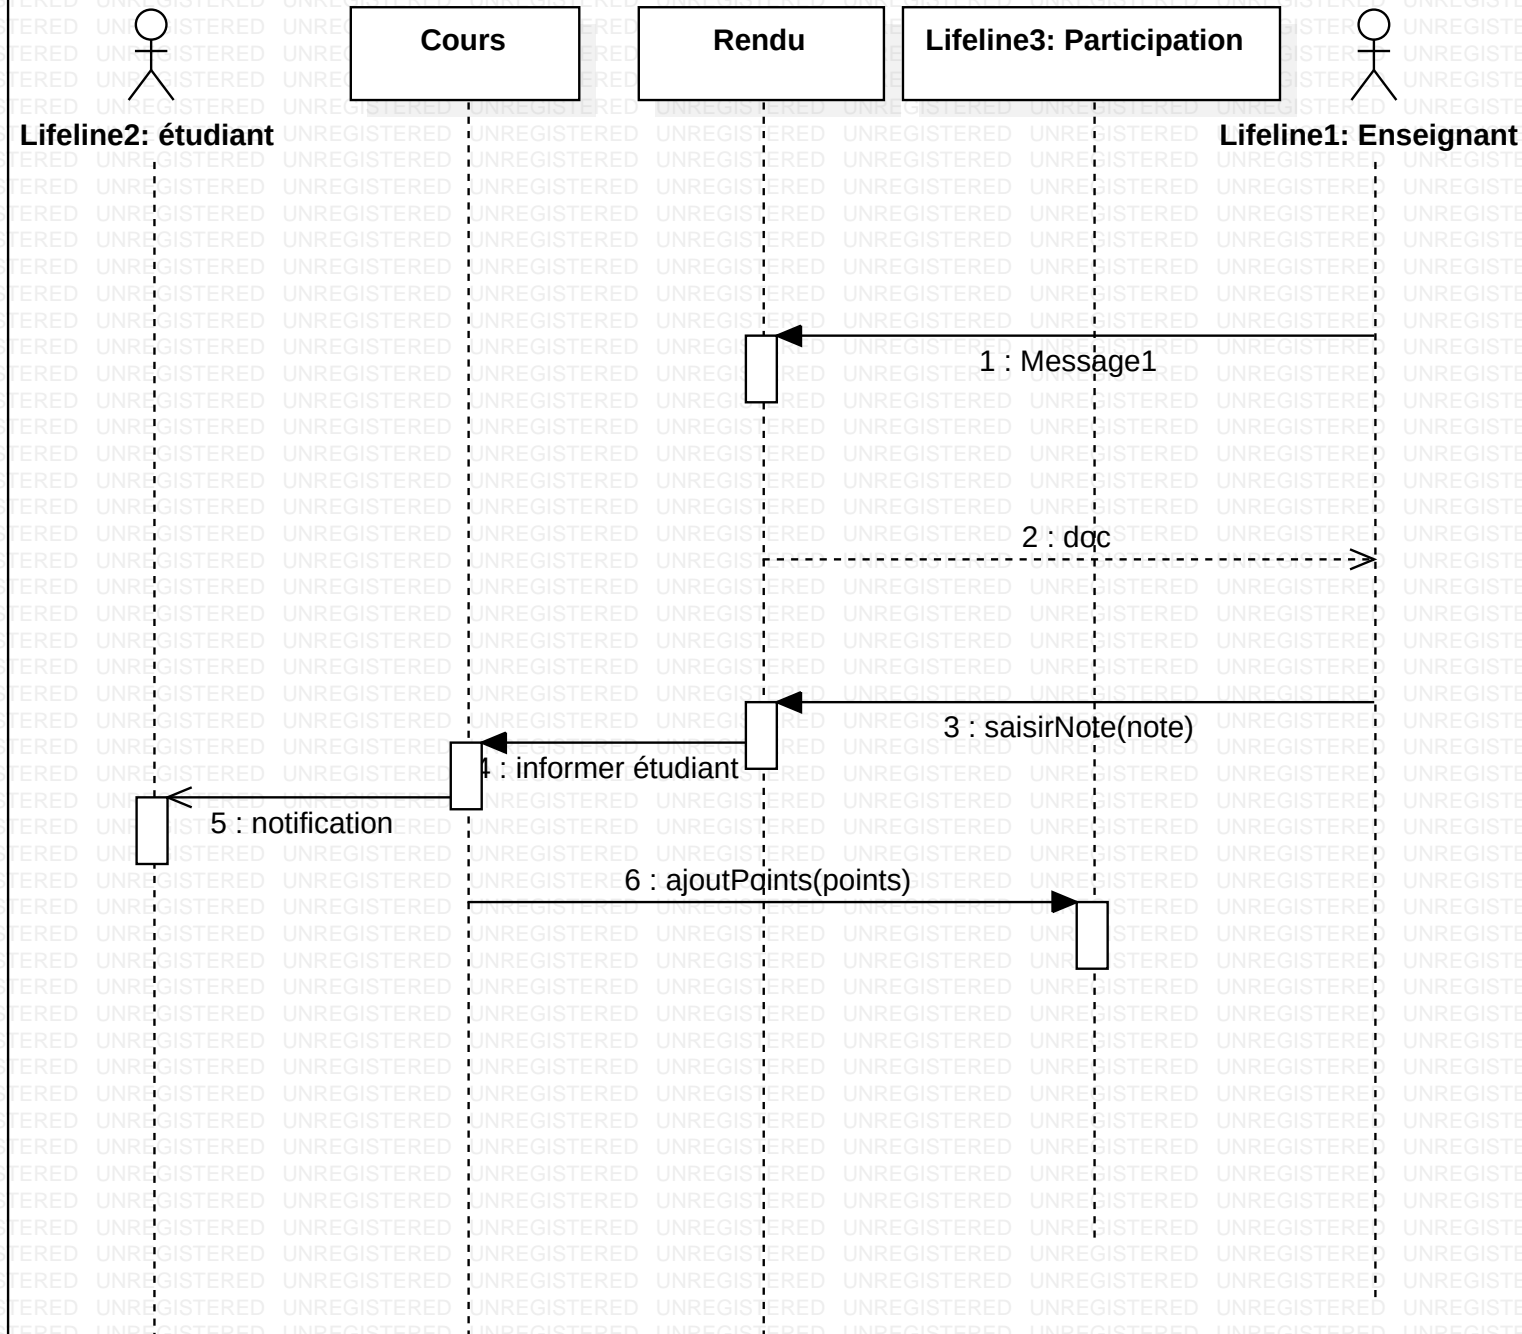 Cours
Rendu
Lifeline3: Participation
Lifeline2: étudiant
Lifeline1: Enseignant
1 : Message1
2 : doc
3 : saisirNote(note)
4 : informer étudiant
5 : notification
6 : ajoutPoints(points)
UNREGISTERED